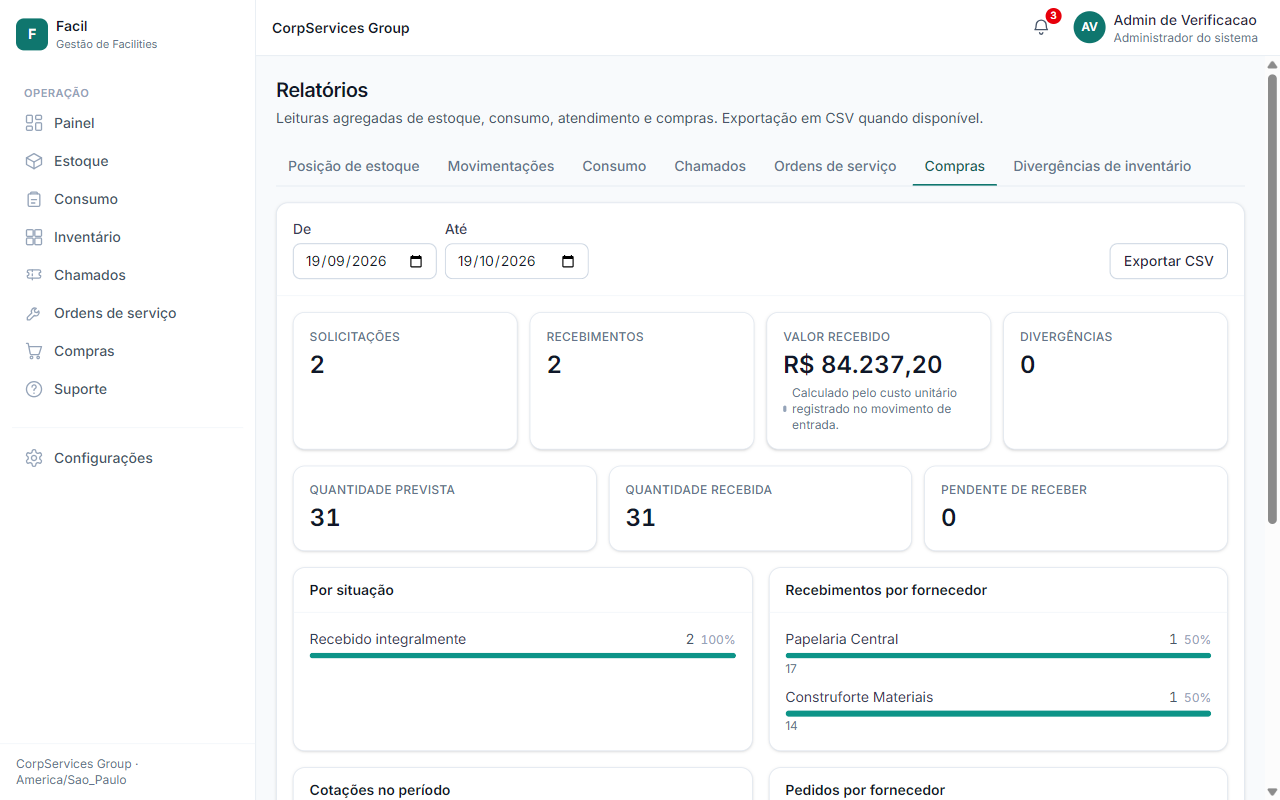 F
Facil
Gestão de Facilities
CorpServices Group
3
AV
Admin de Verificacao
Administrador do sistema
OPERAÇÃO
Painel
Estoque
Consumo
Inventário
Chamados
Ordens de serviço
Compras
Suporte
Configurações
CorpServices Group ·
America/Sao_Paulo
Relatórios
Leituras agregadas de estoque, consumo, atendimento e compras. Exportação em CSV quando disponível.
Posição de estoque Movimentações Consumo Chamados Ordens de serviço Compras Divergências de inventário
De
Até
19/09/2026
19/10/2026
Exportar CSV
SOLICITAÇÕES
2
RECEBIMENTOS
2
VALOR RECEBIDO
R$ 84.237,20
Calculado pelo custo unitário
registrado no movimento de
entrada.
DIVERGÊNCIAS
0
QUANTIDADE PREVISTA
31
QUANTIDADE RECEBIDA
31
PENDENTE DE RECEBER
0
Por situação
Recebido integralmente 2 100%
Recebimentos por fornecedor
Papelaria Central 1 50%
17
Construforte Materiais 1 50%
14
Cotações no período
Pedidos por fornecedor